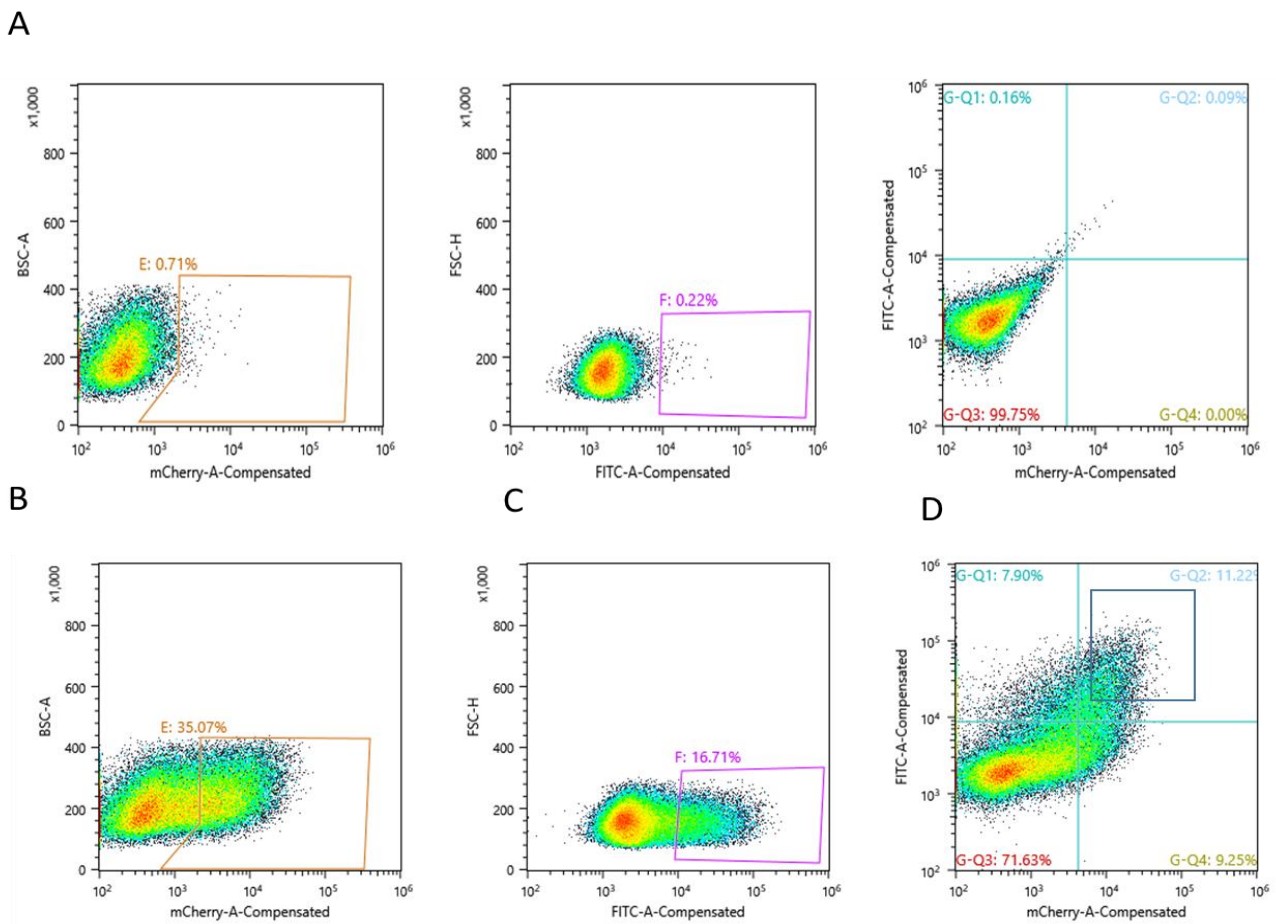 A
x1,000
800
600
400
200
0
BSC-A
E: 0.71%
10² 10³ 10⁴ 10⁵ 10⁶
mCherry-A-Compensated
x1,000
800
600
400
200
0
FSC-H
F: 0.22%
10² 10³ 10⁴ 10⁵ 10⁶
FITC-A-Compensated
10⁶
10⁵
10⁴
10³
10²
FITC-A-Compensated
G-Q1: 0.16% G-Q2: 0.09%
G-Q3: 99.75% G-Q4: 0.00%
10² 10³ 10⁴ 10⁵ 10⁶
mCherry-A-Compensated
B
x1,000
800
600
400
200
0
BSC-A
E: 35.07%
10² 10³ 10⁴ 10⁵ 10⁶
mCherry-A-Compensated
C
x1,000
800
600
400
200
0
FSC-H
F: 16.71%
10² 10³ 10⁴ 10⁵ 10⁶
FITC-A-Compensated
D
10⁶
10⁵
10⁴
10³
10²
FITC-A-Compensated
G-Q1: 7.90% G-Q2: 11.22%
G-Q3: 71.63% G-Q4: 9.25%
10² 10³ 10⁴ 10⁵ 10⁶
mCherry-A-Compensated